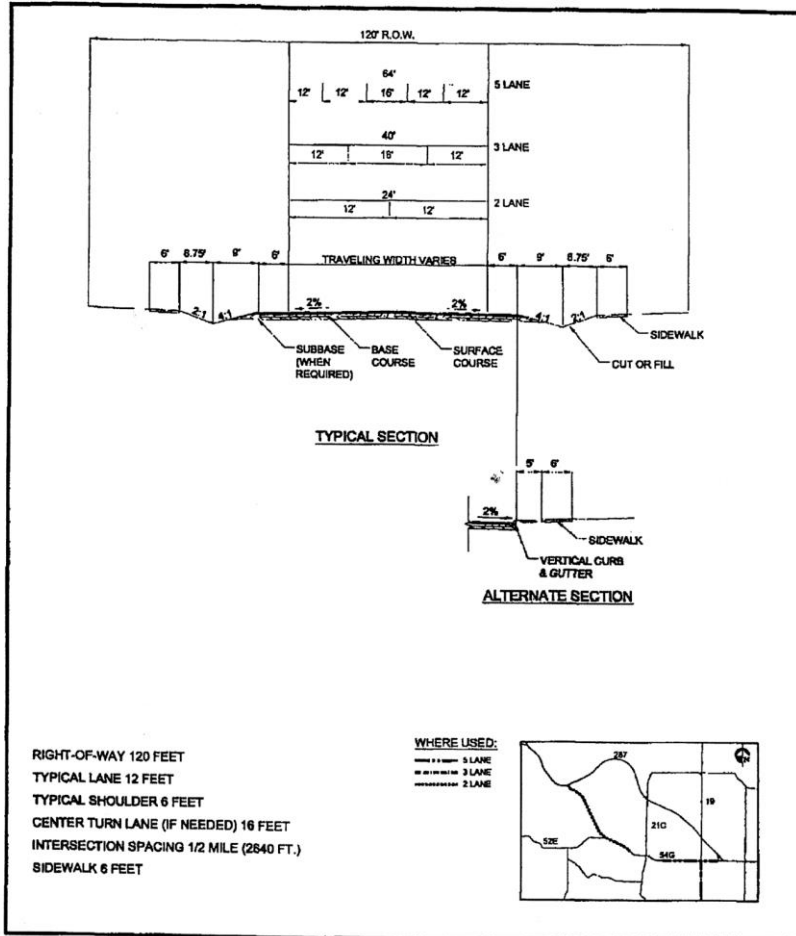 120' R.O.W.
64'
12' 12' 16' 12' 12'
5 LANE
40'
12' 16' 12'
3 LANE
24'
12' 12'
2 LANE
6' 6.75' 9' 6' TRAVELING WIDTH VARIES 6' 9' 6.75' 6'
2:1 4:1 2% 2% 4:1 2:1
SUBBASE
(WHEN
REQUIRED)
BASE
COURSE
SURFACE
COURSE
SIDEWALK
CUT OR FILL
TYPICAL SECTION
5' 6'
2%
SIDEWALK
VERTICAL CURB
& GUTTER
ALTERNATE SECTION
RIGHT-OF-WAY 120 FEET
TYPICAL LANE 12 FEET
TYPICAL SHOULDER 6 FEET
CENTER TURN LANE (IF NEEDED) 16 FEET
INTERSECTION SPACING 1/2 MILE (2640 FT.)
SIDEWALK 6 FEET
WHERE USED:
5 LANE
3 LANE
2 LANE
287
19
21C
52E
54G